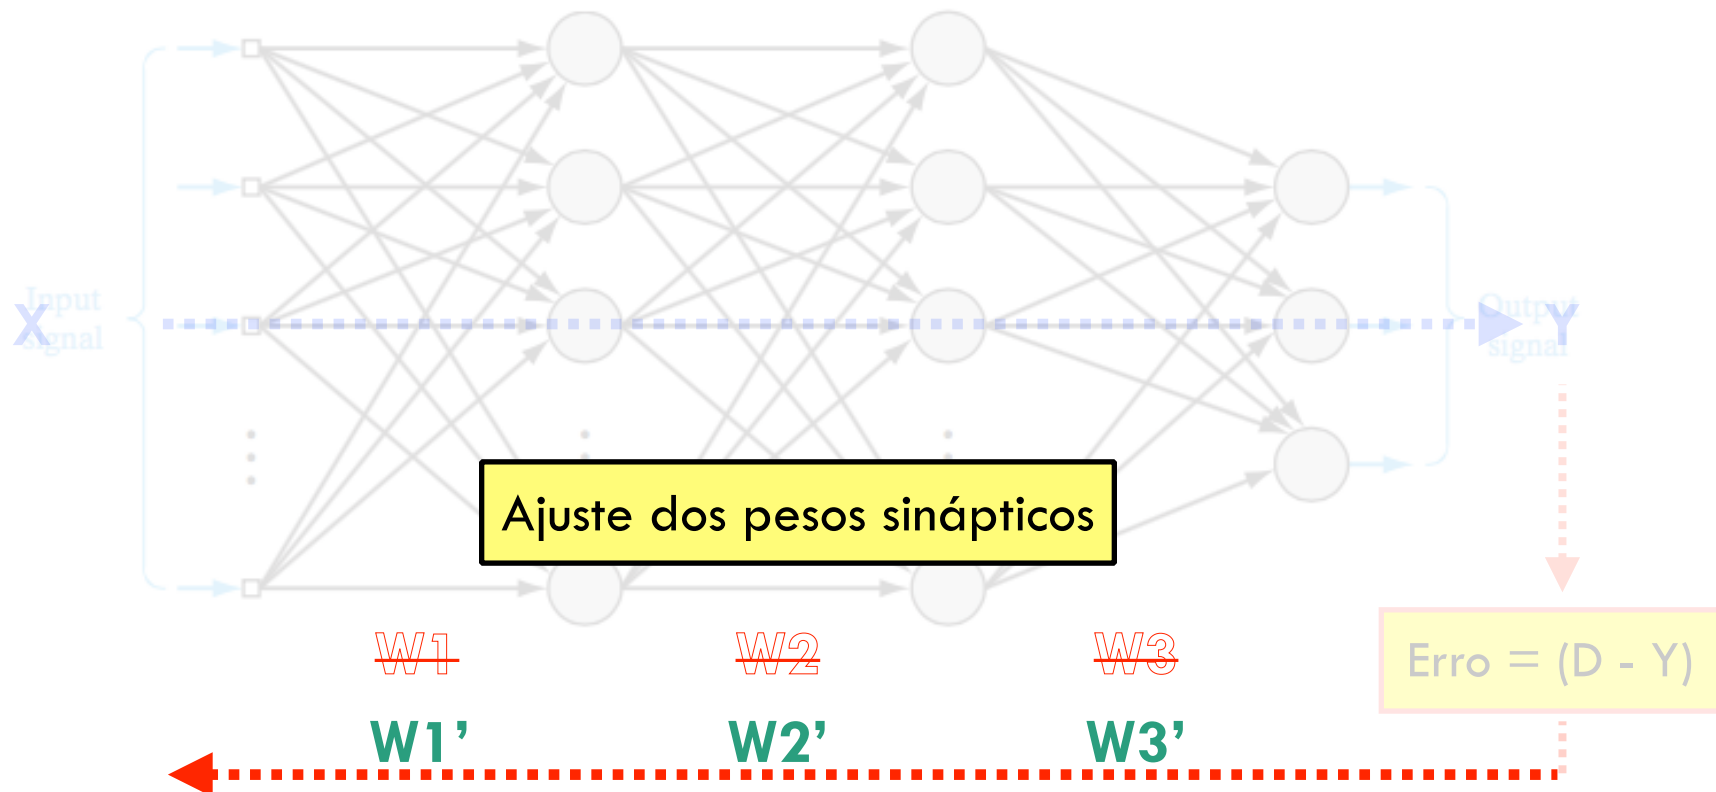 Input
signal
X
Output
signal
Y
Ajuste dos pesos sinápticos
W1 W2 W3
Erro = (D - Y)
W1’ W2’ W3’